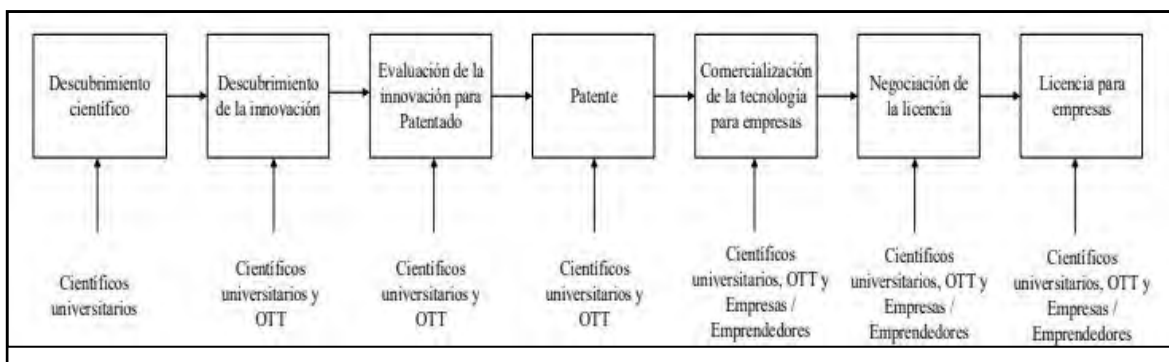 Descubrimiento
científico
Descubrimiento
de la innovación
Evaluación de la
innovación para
Patentado
Patente
Comercialización
de la tecnología
para empresas
Negociación de
la licencia
Licencia para
empresas
Científicos
universitarios
Científicos
universitarios y
OTT
Científicos
universitarios y
OTT
Científicos
universitarios y
OTT
Científicos
universitarios, OTT y
Empresas /
Emprendedores
Científicos
universitarios, OTT y
Empresas /
Emprendedores
Científicos
universitarios, OTT y
Empresas /
Emprendedores